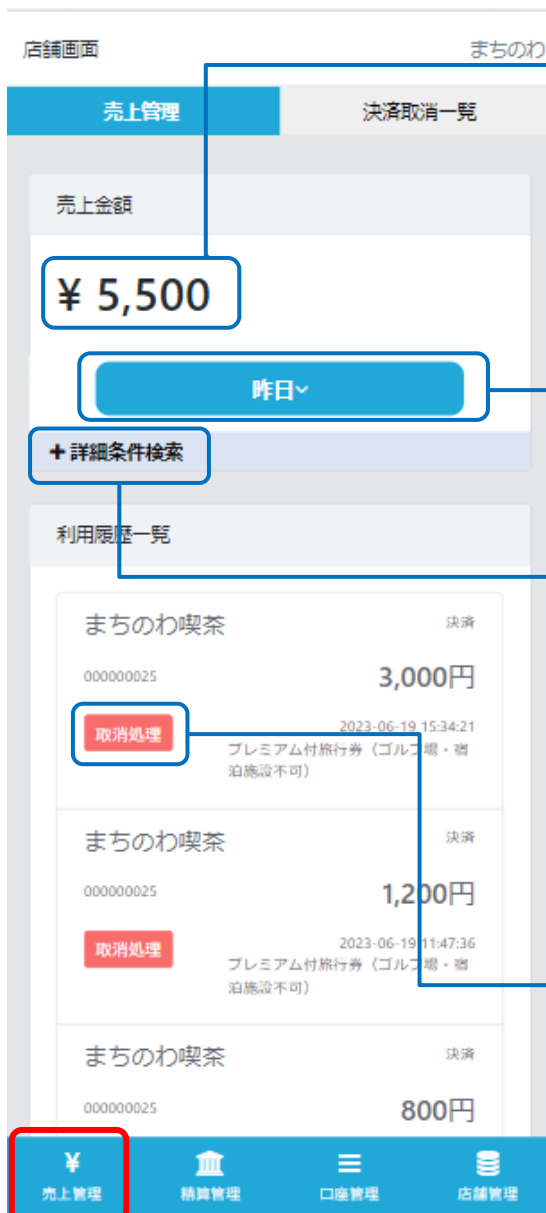 店舗画面
まちのわ
売上管理
決済取消一覧
売上金額
¥ 5,500
昨日
+詳細条件検索
利用履歴一覧
まちのわ喫茶
決済
000000025
3,000円
取消処理
2023-06-19 15:34:21
プレミアム付旅行券（ゴルフ場・宿
泊施設不可）
まちのわ喫茶
決済
000000025
1,200円
取消処理
2023-06-19 11:47:36
プレミアム付旅行券（ゴルフ場・宿
泊施設不可）
まちのわ喫茶
決済
000000025
800円
¥
売上管理
精算管理
口座管理
店舗管理